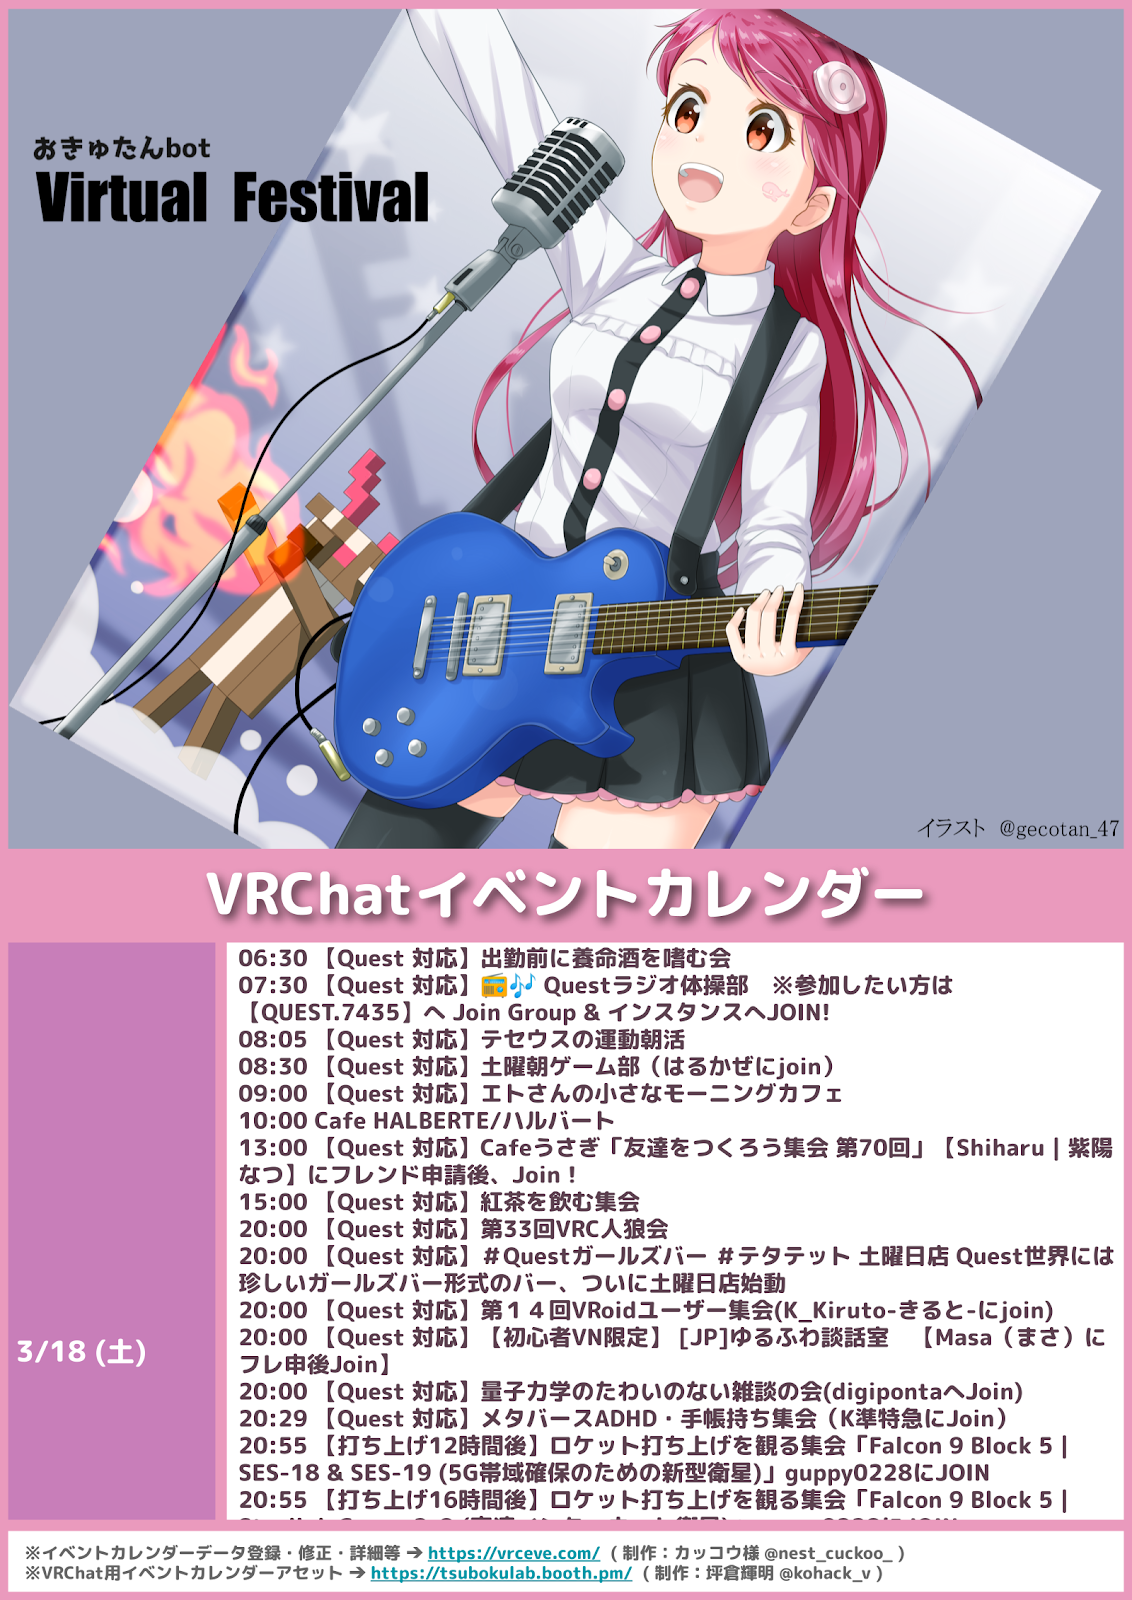 おきゅたんbot
Virtual Festival
イラスト @gecotan_47
VRChatイベントカレンダー
3/18 (土)
06:30 【Quest 対応】出勤前に養命酒を嗜む会
07:30 【Quest 対応】📻🎶 Questラジオ体操部　※参加したい方は
【QUEST.7435】へ Join Group & インスタンスへJOIN!
08:05 【Quest 対応】テセウスの運動朝活
08:30 【Quest 対応】土曜朝ゲーム部（はるかぜにjoin）
09:00 【Quest 対応】エトさんの小さなモーニングカフェ
10:00 Cafe HALBERTE/ハルバート
13:00 【Quest 対応】Cafeうさぎ「友達をつくろう集会 第70回」【Shiharu | 紫陽
なつ】にフレンド申請後、Join！
15:00 【Quest 対応】紅茶を飲む集会
20:00 【Quest 対応】第33回VRC人狼会
20:00 【Quest 対応】＃Questガールズバー ＃テタテット 土曜日店 Quest世界には
珍しいガールズバー形式のバー、ついに土曜日店始動
20:00 【Quest 対応】第１４回VRoidユーザー集会(K_Kiruto-きると-にjoin)
20:00 【Quest 対応】【初心者VN限定】 [JP]ゆるふわ談話室　【Masa（まさ）に
フレ申後Join】
20:00 【Quest 対応】量子力学のたわいのない雑談の会(digipontaへJoin)
20:29 【Quest 対応】メタバースADHD・手帳持ち集会（K準特急にJoin）
20:55 【打ち上げ12時間後】ロケット打ち上げを観る集会「Falcon 9 Block 5 |
SES-18 & SES-19 (5G帯域確保のための新型衛星)」guppy0228にJOIN
20:55 【打ち上げ16時間後】ロケット打ち上げを観る集会「Falcon 9 Block 5 |
※イベントカレンダーデータ登録・修正・詳細等 ➔ https://vrceve.com/ ( 制作：カッコウ様 @nest_cuckoo_ )
※VRChat用イベントカレンダーアセット ➔ https://tsubokulab.booth.pm/ ( 制作：坪倉輝明 @kohack_v )